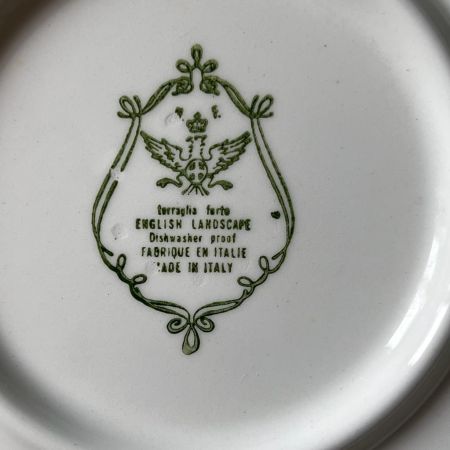 T. F.
terraglia forte
ENGLISH LANDSCAPE
Dishwasher proof
FABRIQUE EN ITALIE
MADE IN ITALY